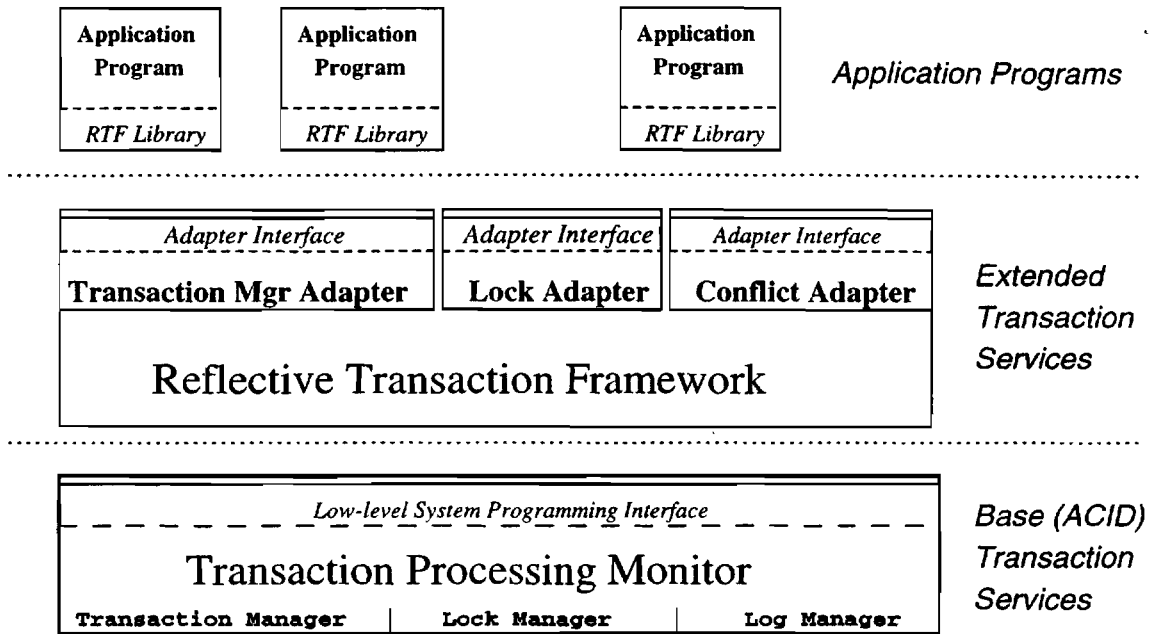 Application Program
RTF Library
Application Program
RTF Library
Application Program
RTF Library
Application Programs
Adapter Interface
Transaction Mgr Adapter
Adapter Interface
Lock Adapter
Adapter Interface
Conflict Adapter
Reflective Transaction Framework
Extended
Transaction
Services
Low-level System Programming Interface
Transaction Processing Monitor
Transaction Manager
Lock Manager
Log Manager
Base (ACID)
Transaction
Services